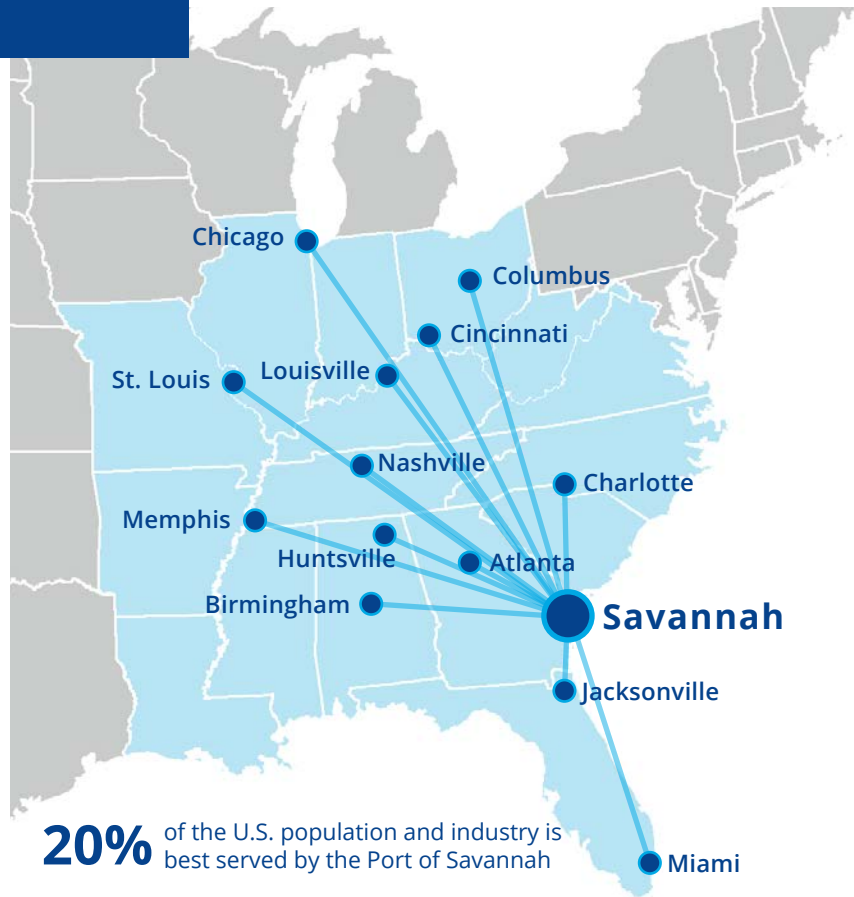 Chicago
Columbus
Cincinnati
Louisville
St. Louis
Nashville
Charlotte
Memphis
Huntsville
Atlanta
Birmingham
Savannah
Jacksonville
20% of the U.S. population and industry is
best served by the Port of Savannah
Miami